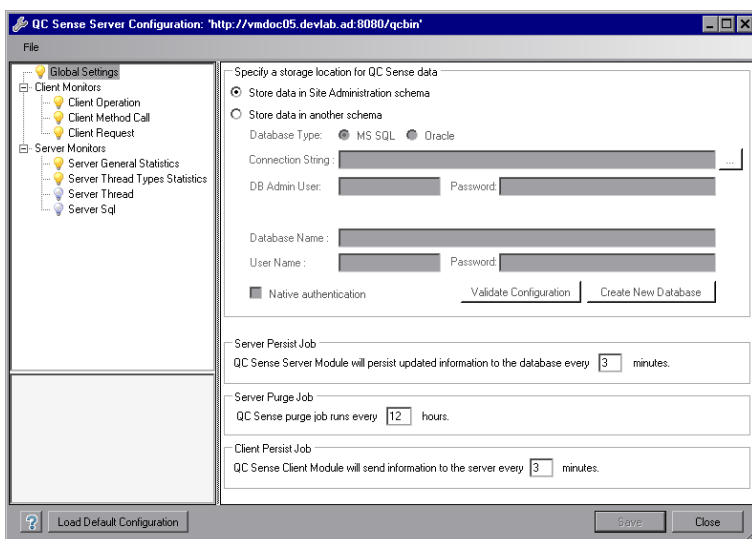 QC Sense Server Configuration: 'http://vmdoc05.devlab.ad:8080/qcbin'
File
Global Settings
Client Monitors
Client Operation
Client Method Call
Client Request
Server Monitors
Server General Statistics
Server Thread Types Statistics
Server Thread
Server Sql
Specify a storage location for QC Sense data
Store data in Site Administration schema
Store data in another schema
Database Type: MS SQL Oracle
Connection String : ...
DB Admin User: Password:
Database Name :
User Name : Password:
Native authentication Validate Configuration Create New Database
Server Persist Job
QC Sense Server Module will persist updated information to the database every 3 minutes.
Server Purge Job
QC Sense purge job runs every 12 hours.
Client Persist Job
QC Sense Client Module will send information to the server every 3 minutes.
? Load Default Configuration Save Close